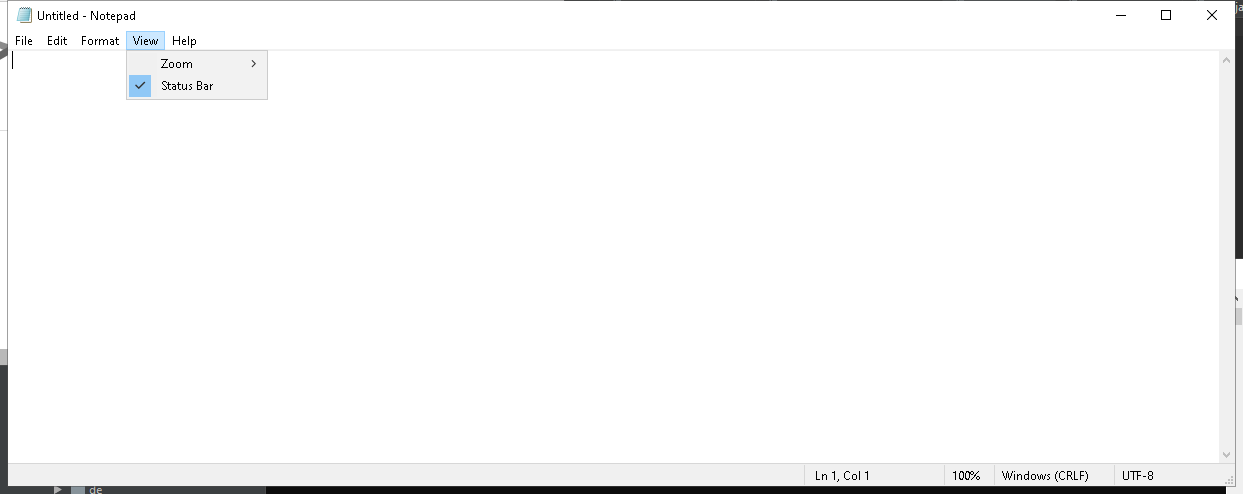 Untitled - Notepad
File Edit Format View Help
Zoom
Status Bar
Ln 1, Col 1 100% Windows (CRLF) UTF-8
de